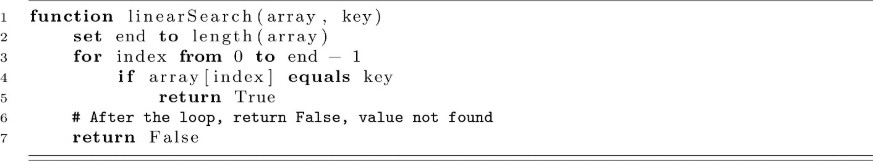 1 function linearSearch(array, key)
2 set end to length(array)
3 for index from 0 to end − 1
4 if array[index] equals key
5 return True
6 # After the loop, return False, value not found
7 return False